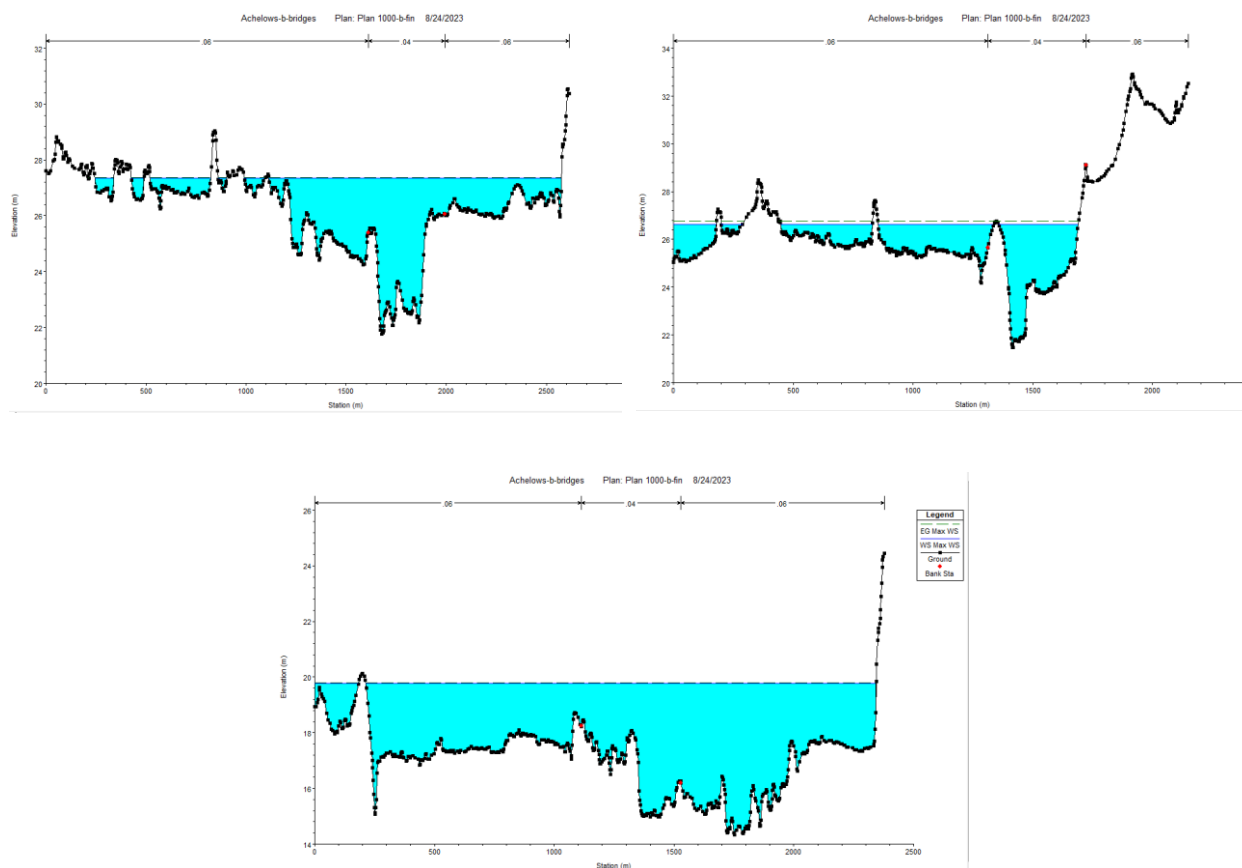 Achelows-b-bridges Plan: Plan 1000-b-fin 8/24/2023
.06 .04 .06
32
30
28
26
24
22
20
Elevation (m)
0 500 1000 1500 2000 2500
Station (m)
Achelows-b-bridges Plan: Plan 1000-b-fin 8/24/2023
.06 .04 .06
34
32
30
28
26
24
22
20
Elevation (m)
0 500 1000 1500 2000
Station (m)
Achelows-b-bridges Plan: Plan 1000-b-fin 8/24/2023
.06 .04 .06
26
24
22
20
18
16
14
Elevation (m)
0 500 1000 1500 2000 2500
Station (m)
Legend
EG Max WS
WS Max WS
Ground
Bank Sta